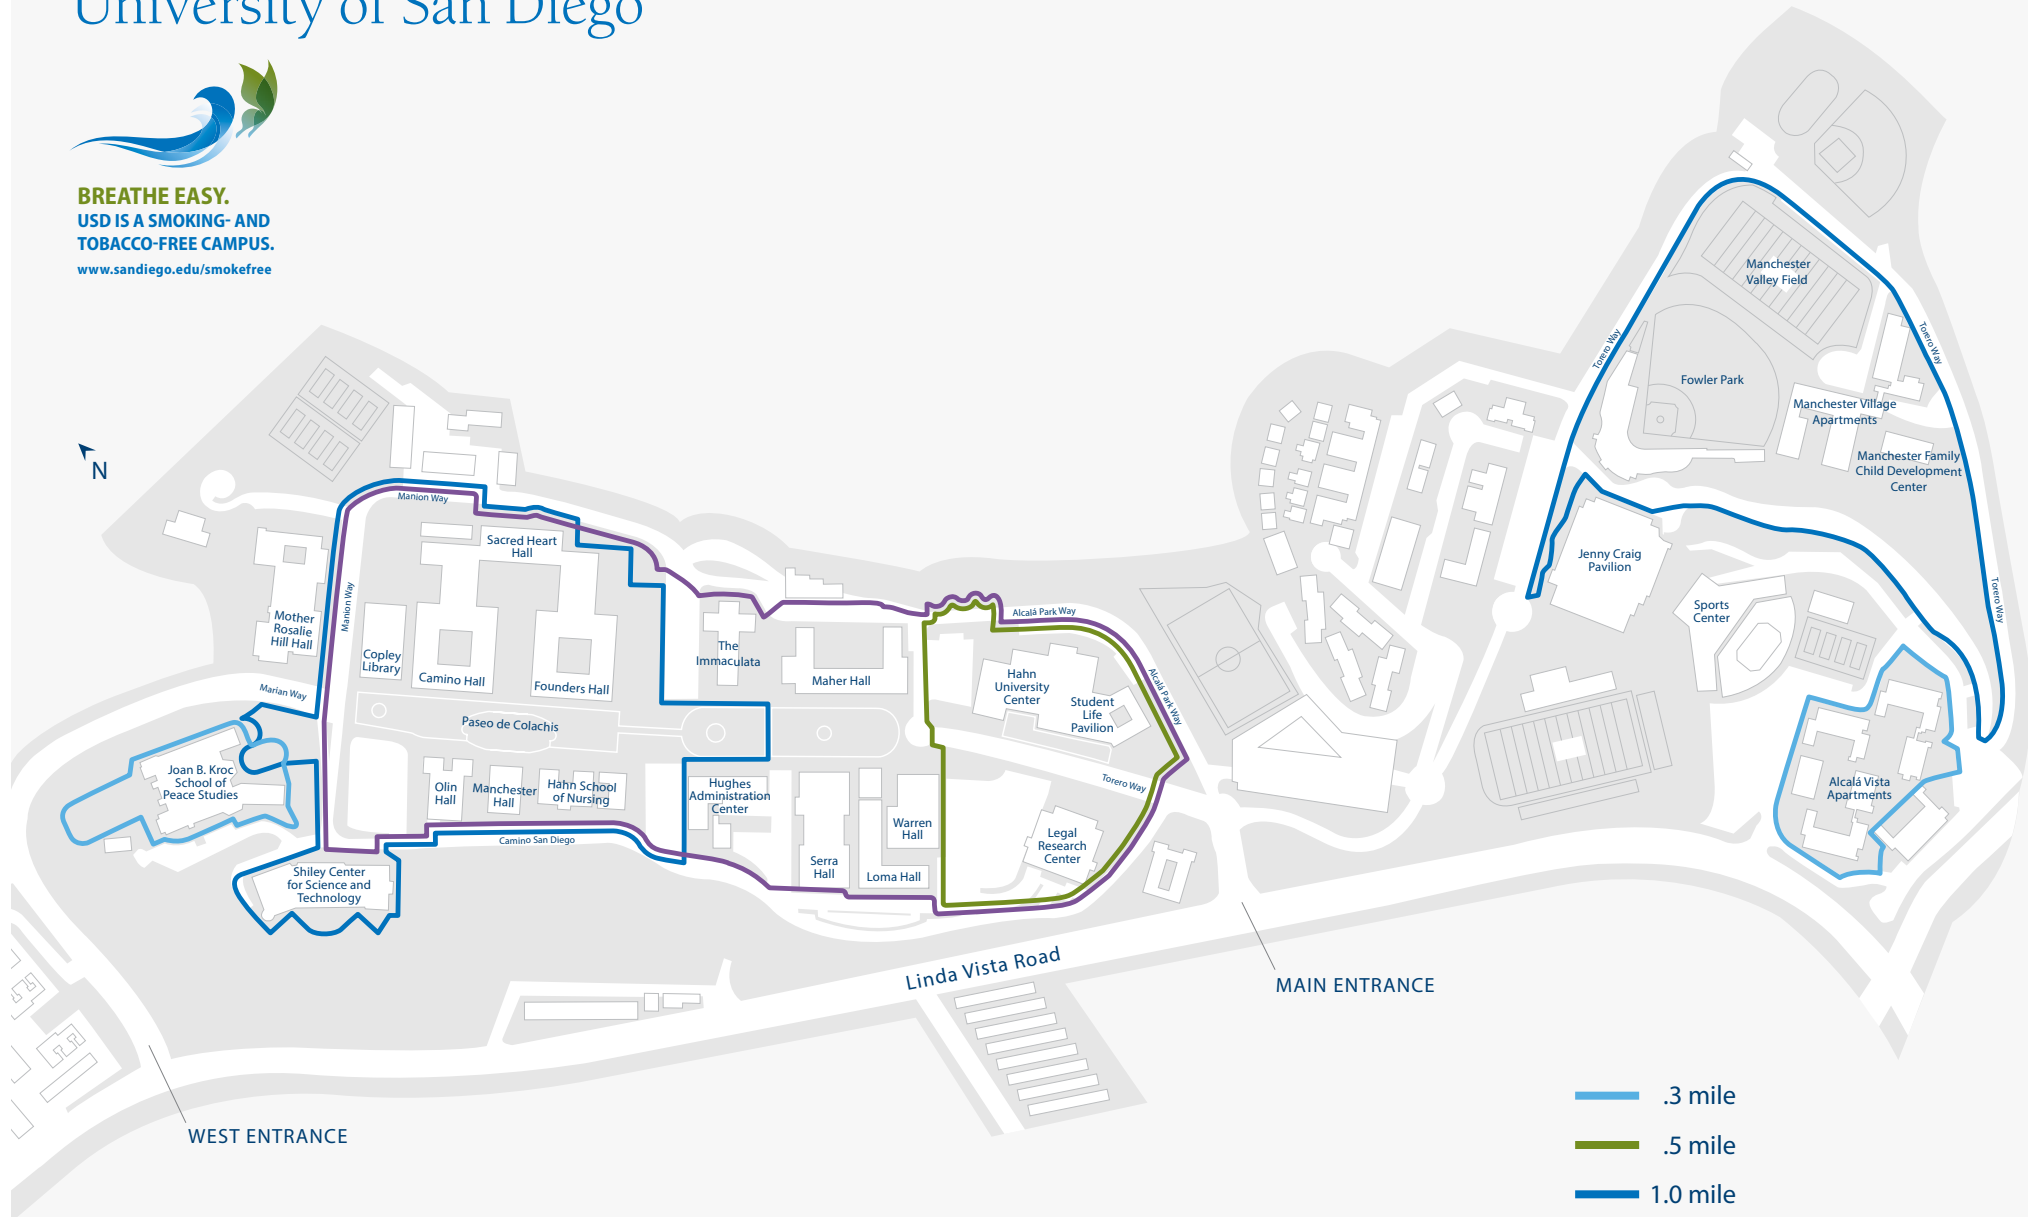 University of San Diego
BREATHE EASY.
USD IS A SMOKING- AND
TOBACCO-FREE CAMPUS.
www.sandiego.edu/smokefree
N
Manchester
Valley Field
Torero Way
Torero Way
Fowler Park
Manchester Village
Apartments
Manchester Family
Child Development
Center
Manion Way
Sacred Heart
Hall
Jenny Craig
Pavilion
Torero Way
Manion Way
Mother
Rosalie
Hill Hall
Copley
Library
Camino Hall
Founders Hall
The
Immaculata
Maher Hall
Alcalá Park Way
Hahn
University
Center
Student
Life
Pavilion
Alcalá Park Way
Sports
Center
Marian Way
Paseo de Colachis
Joan B. Kroc
School of
Peace Studies
Olin
Hall
Manchester
Hall
Hahn School
of Nursing
Hughes
Administration
Center
Torero Way
Alcalá Vista
Apartments
Warren
Hall
Legal
Research
Center
Camino San Diego
Serra
Hall
Loma Hall
Shiley Center
for Science and
Technology
Linda Vista Road
MAIN ENTRANCE
WEST ENTRANCE
.3 mile
.5 mile
1.0 mile